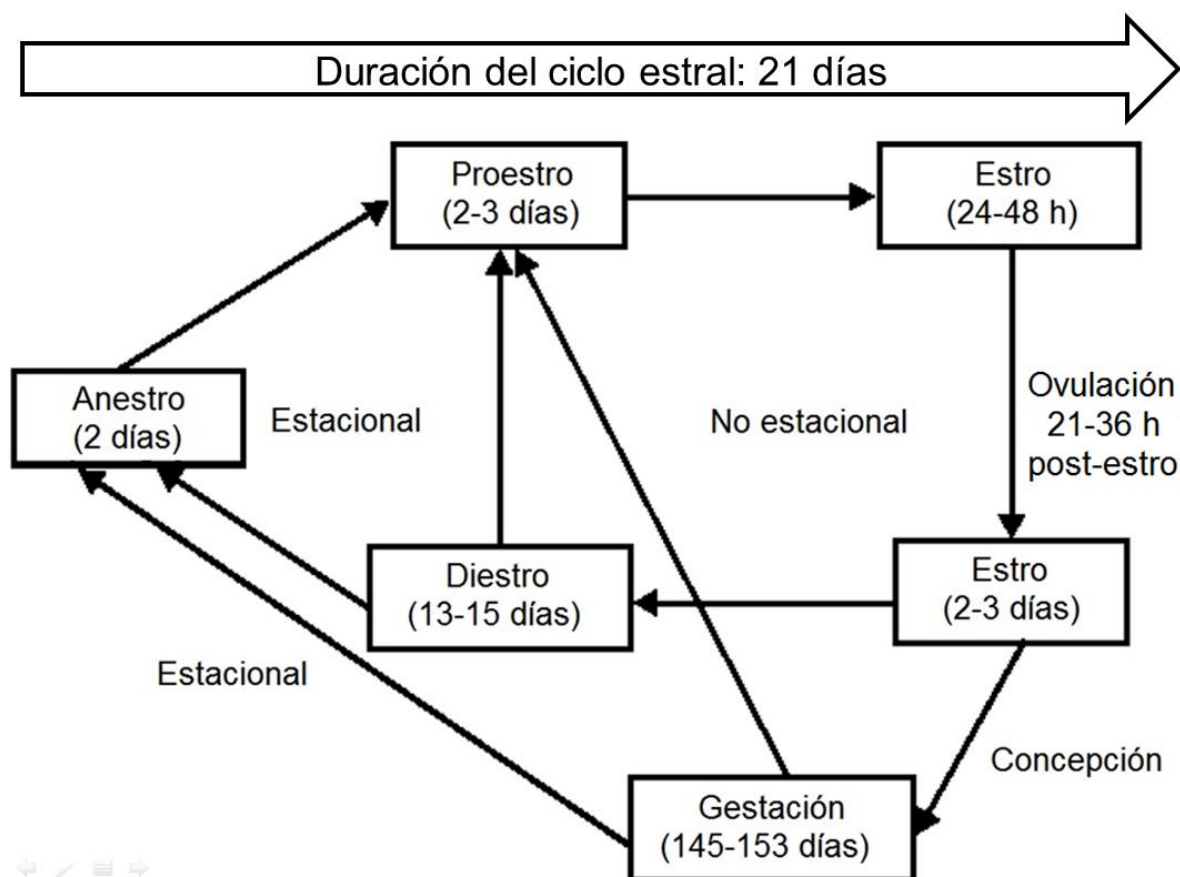 Duración del ciclo estral: 21 días
Proestro
(2-3 días)
Estro
(24-48 h)
Anestro
(2 días)
Estacional
No estacional
Ovulación
21-36 h
post-estro
Diestro
(13-15 días)
Estro
(2-3 días)
Estacional
Concepción
Gestación
(145-153 días)